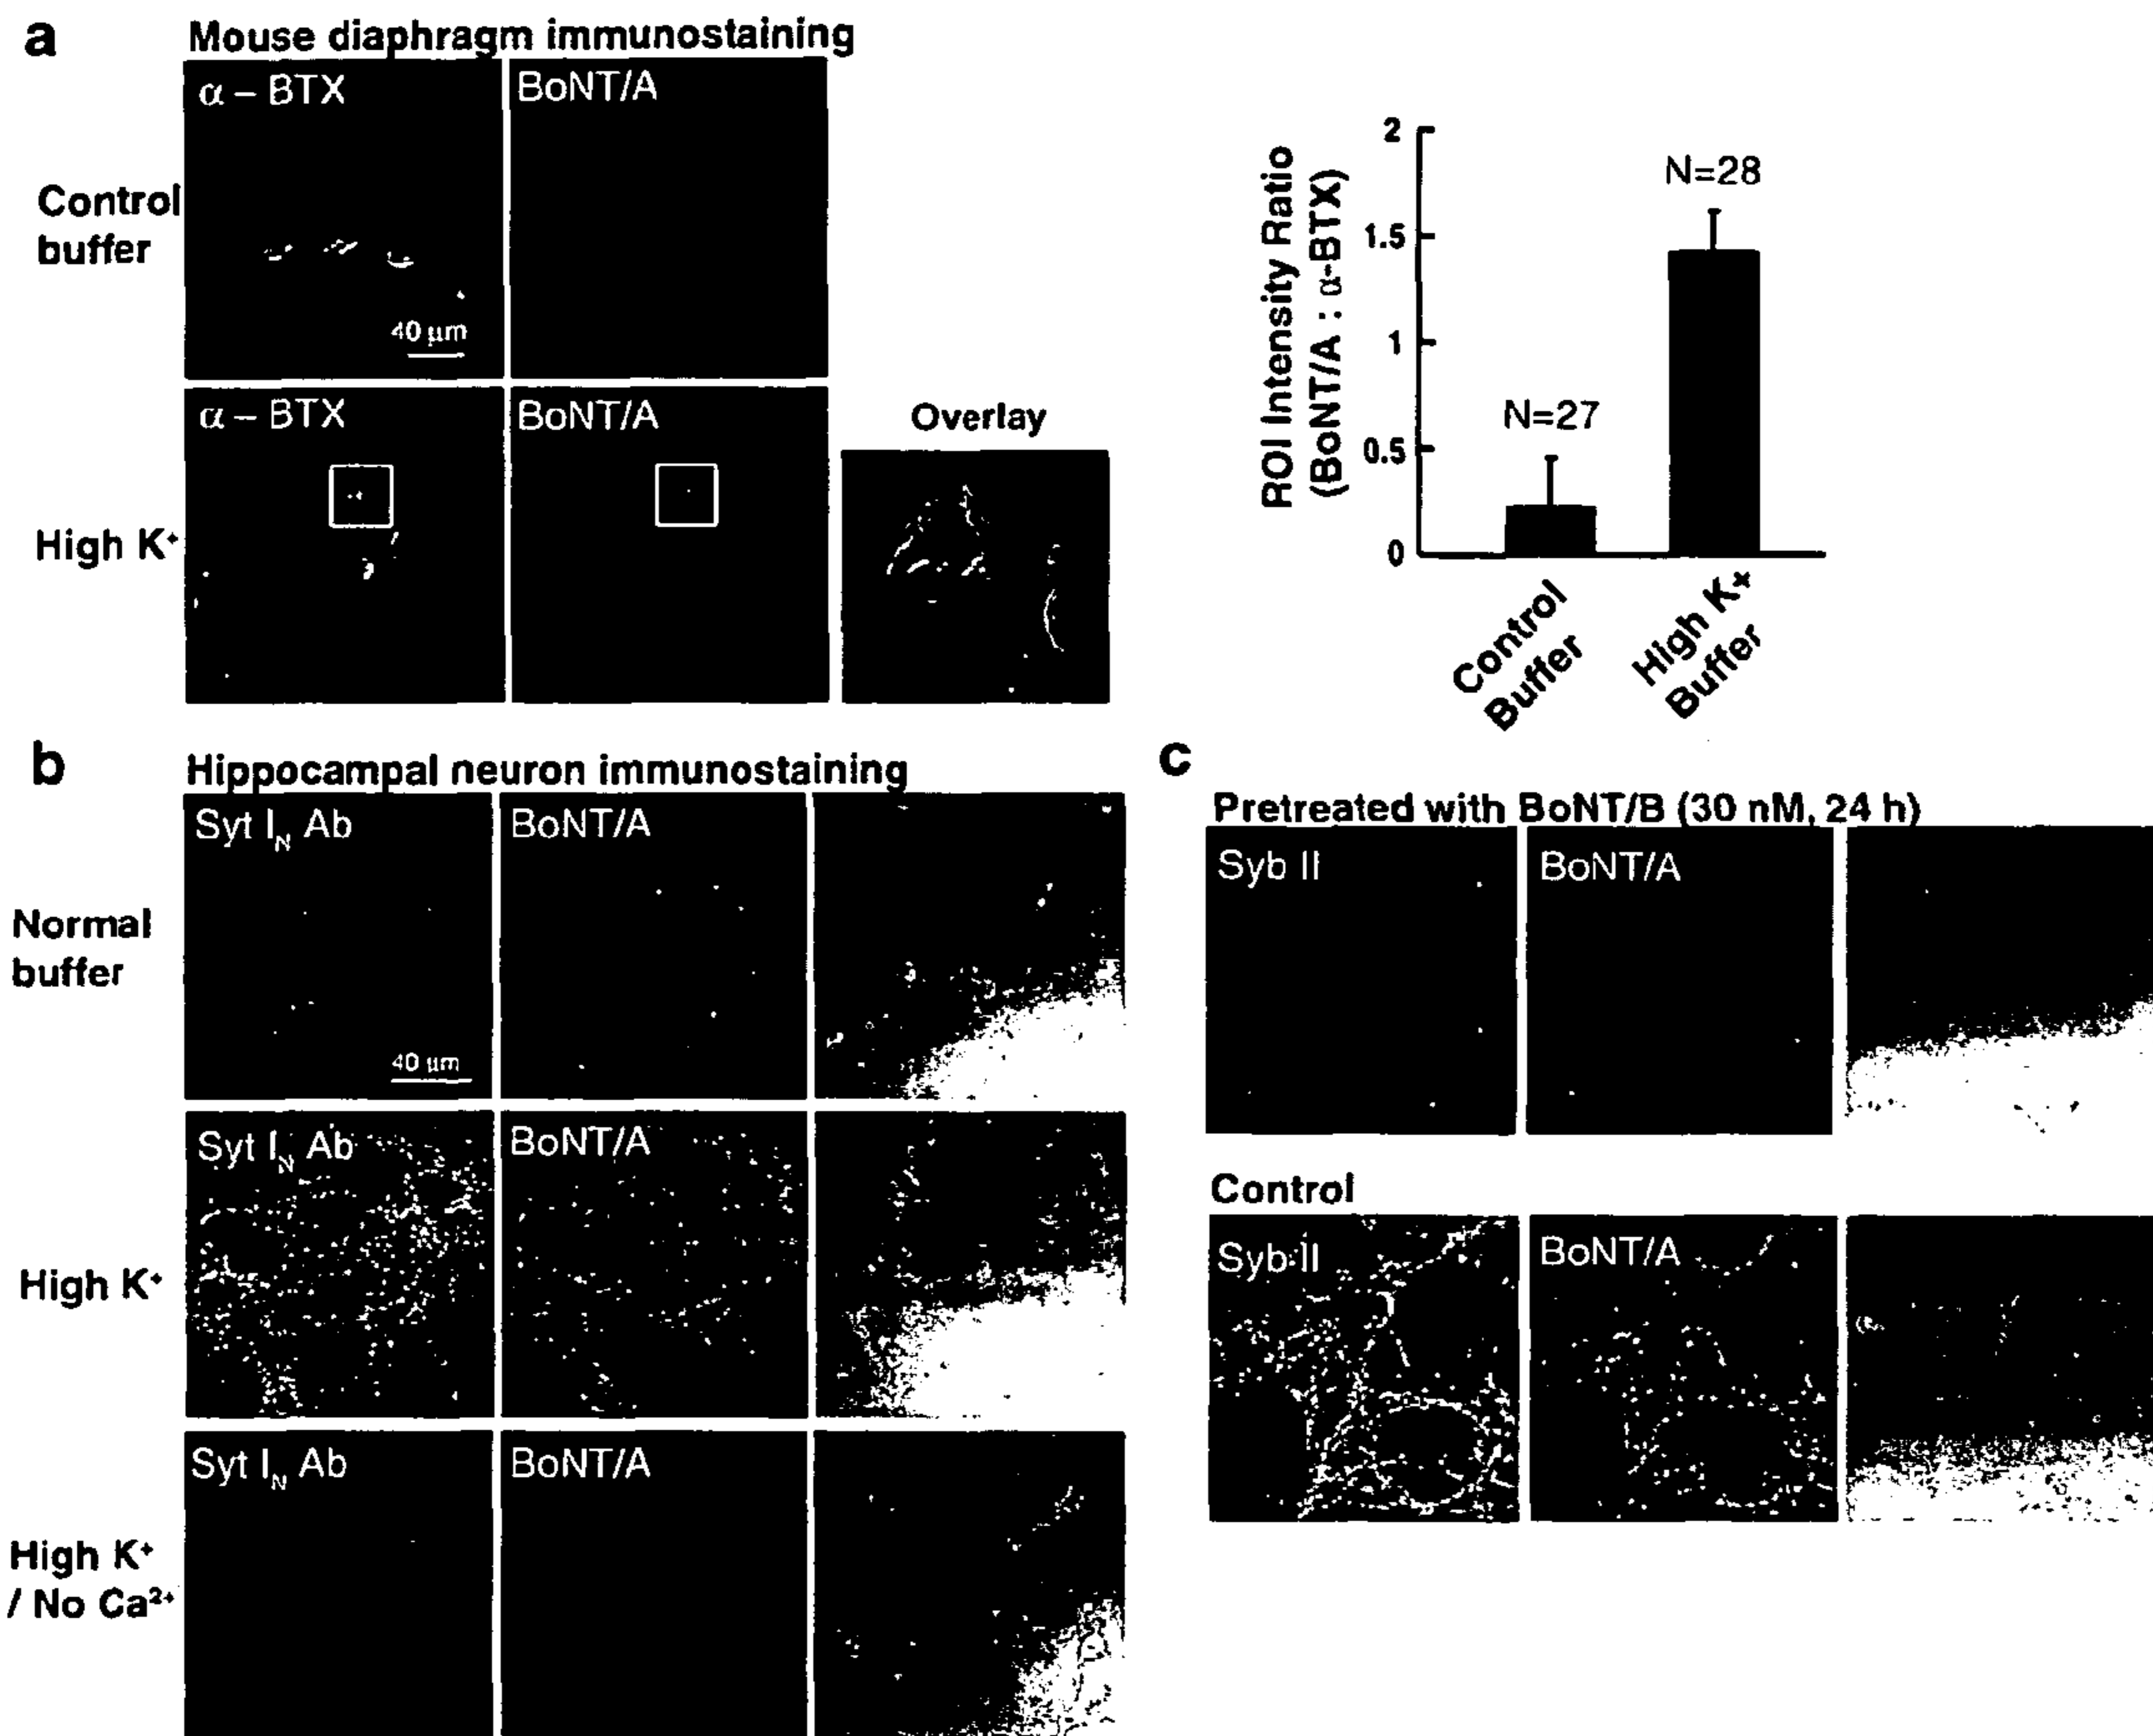 a
Mouse diaphragm immunostaining
Control
buffer
α – BTX
BoNT/A
40 µm
High K⁺
α – BTX
BoNT/A
Overlay
ROI Intensity Ratio
(BoNT/A : α-BTX)
2
1.5
1
0.5
0
N=27
N=28
Control
Buffer
High K⁺
Buffer
b
Hippocampal neuron immunostaining
Normal
buffer
Syt I_N Ab
BoNT/A
40 µm
High K⁺
Syt I_N Ab
BoNT/A
High K⁺
/ No Ca²⁺
Syt I_N Ab
BoNT/A
c
Pretreated with BoNT/B (30 nM, 24 h)
Syb II
BoNT/A
Control
Syb II
BoNT/A